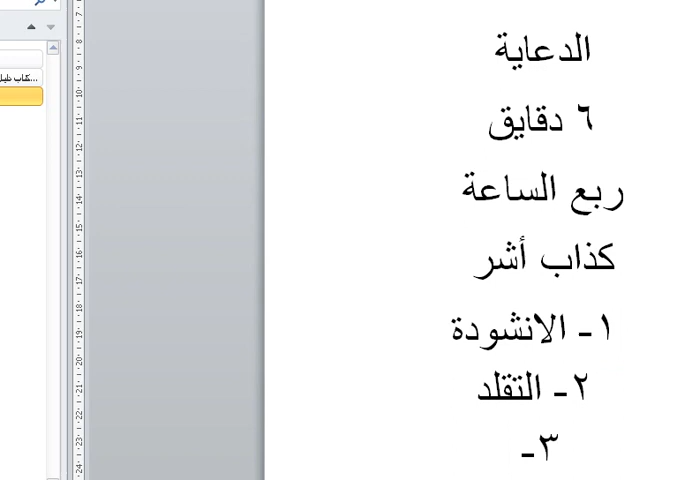 الدعاية
٦ دقايق
ربع الساعة
كذاب أشر
١- الانشودة
٢- التقلد
٣-